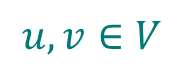 u, v ∈ V